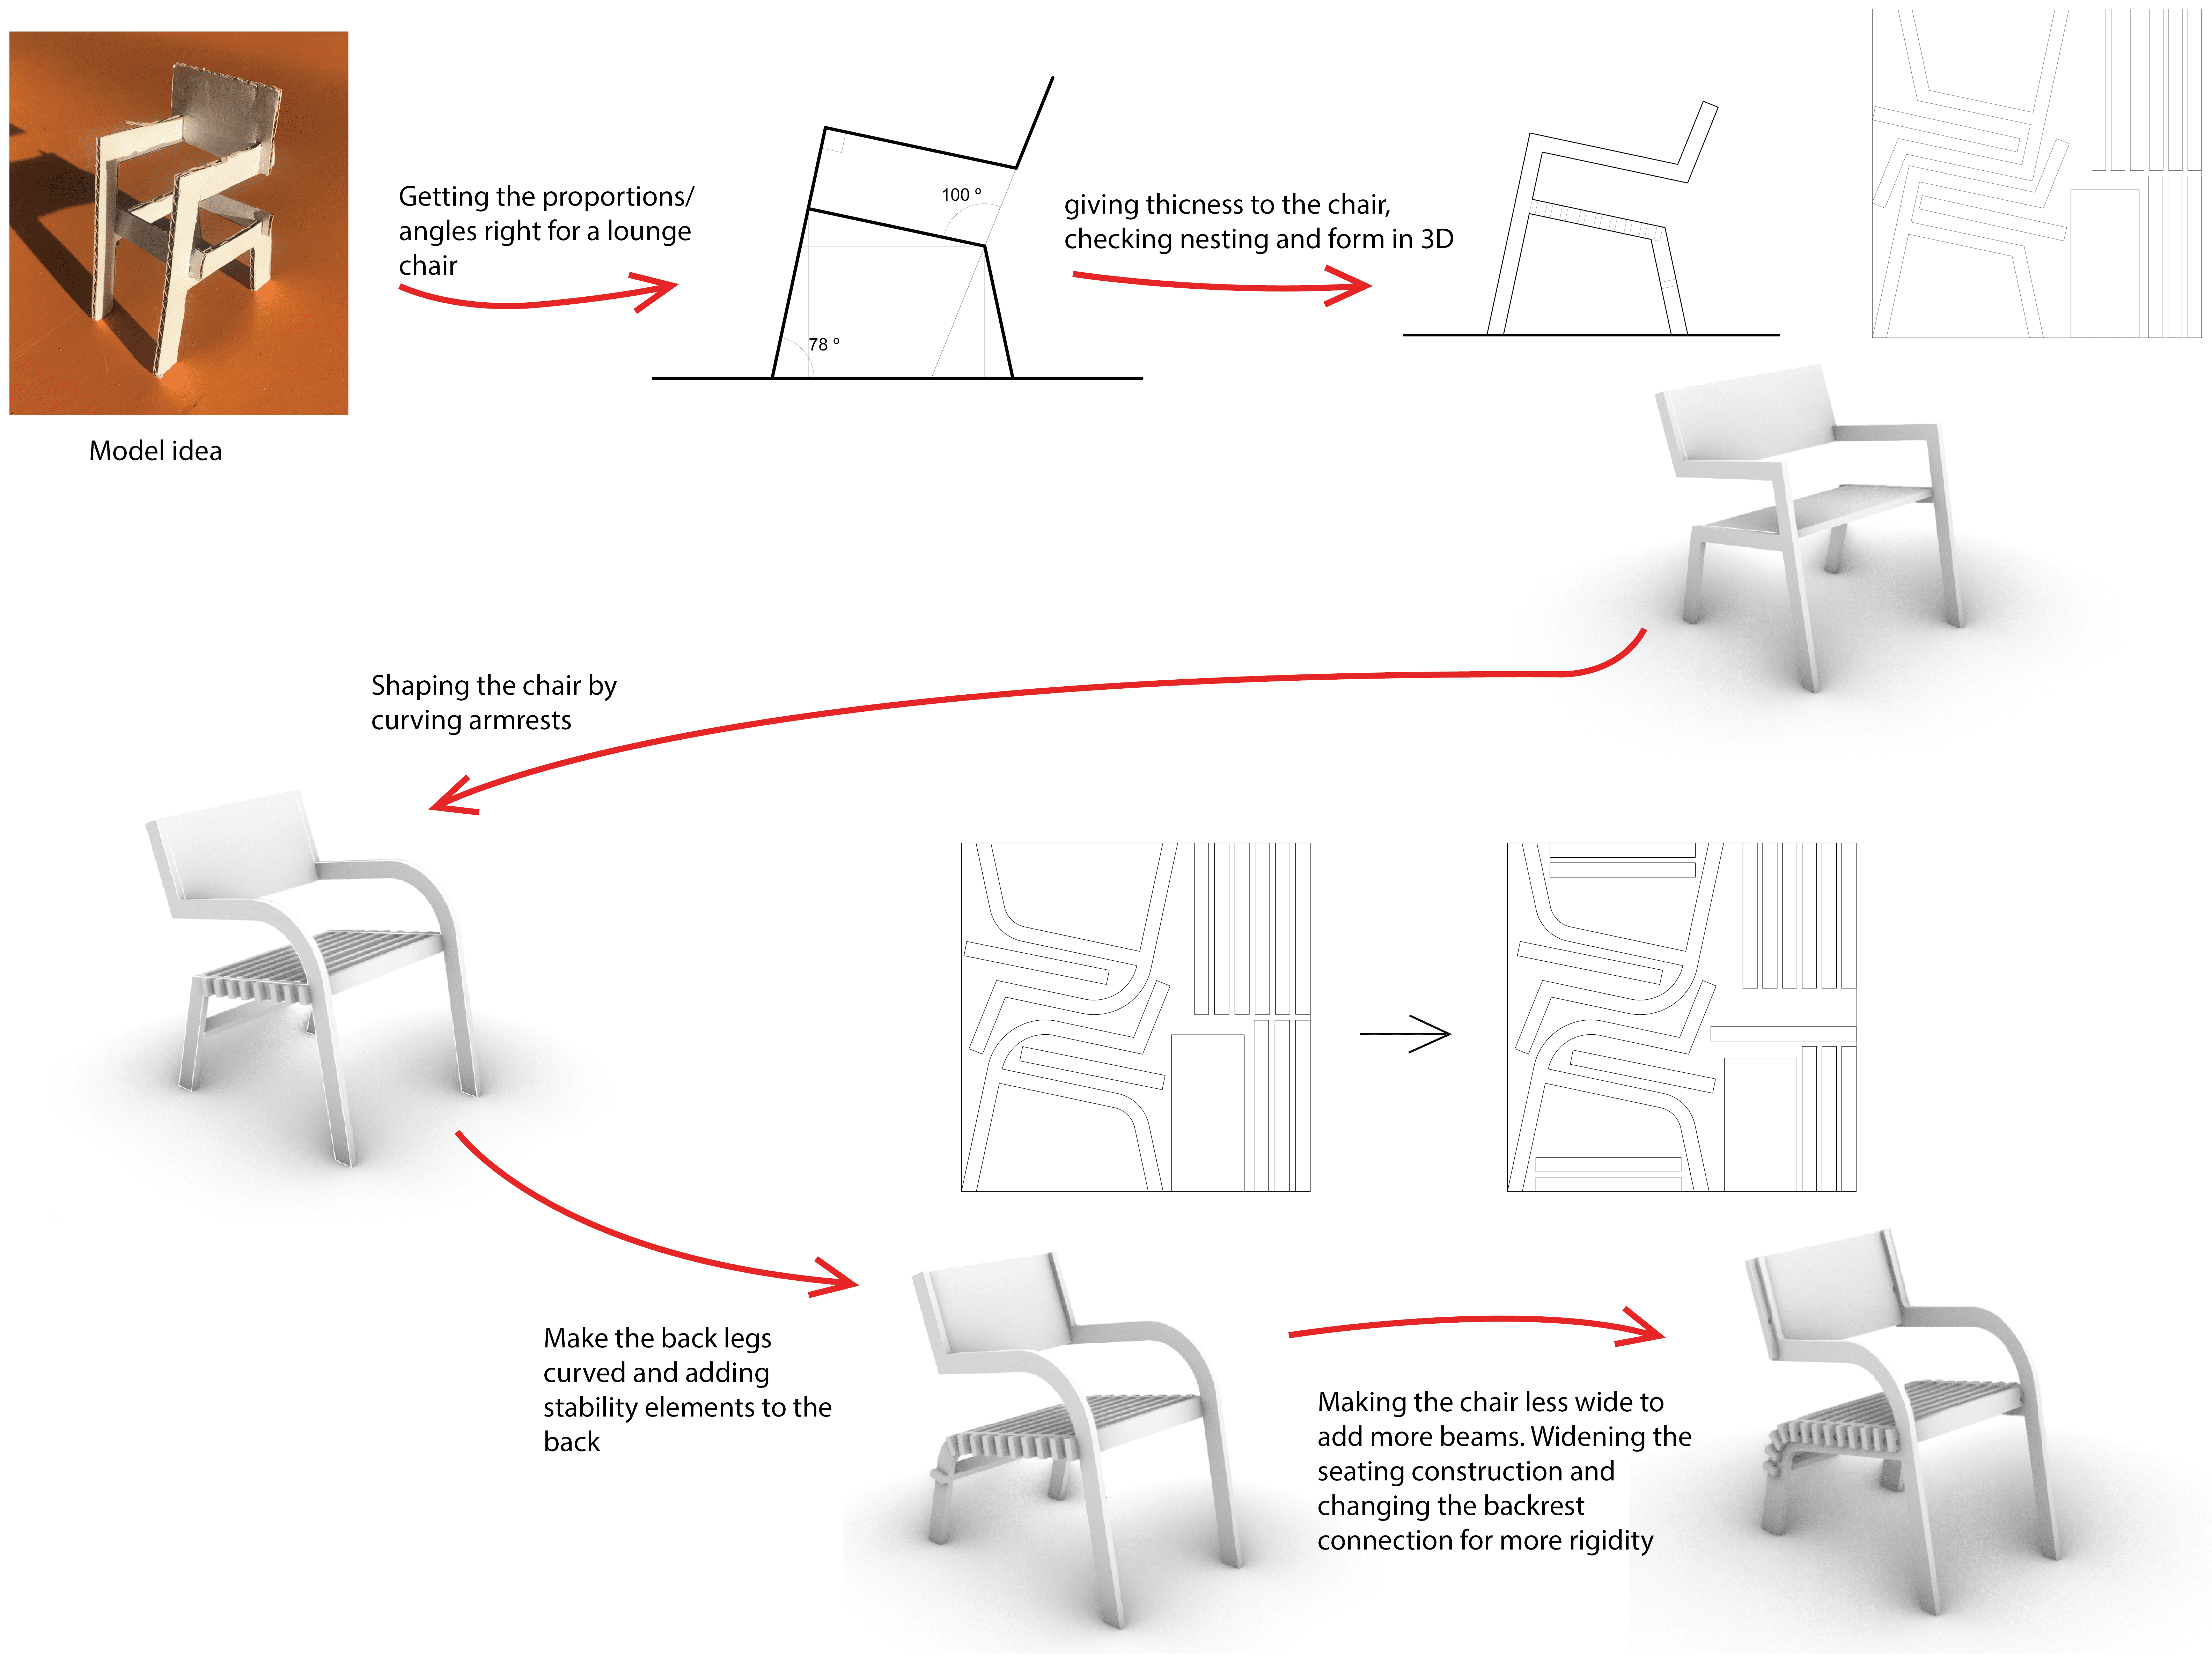 Getting the proportions/
angles right for a lounge
chair
100 º
78 º
giving thicness to the chair,
checking nesting and form in 3D
Model idea
Shaping the chair by
curving armrests
Make the back legs
curved and adding
stability elements to the
back
Making the chair less wide to
add more beams. Widening the
seating construction and
changing the backrest
connection for more rigidity